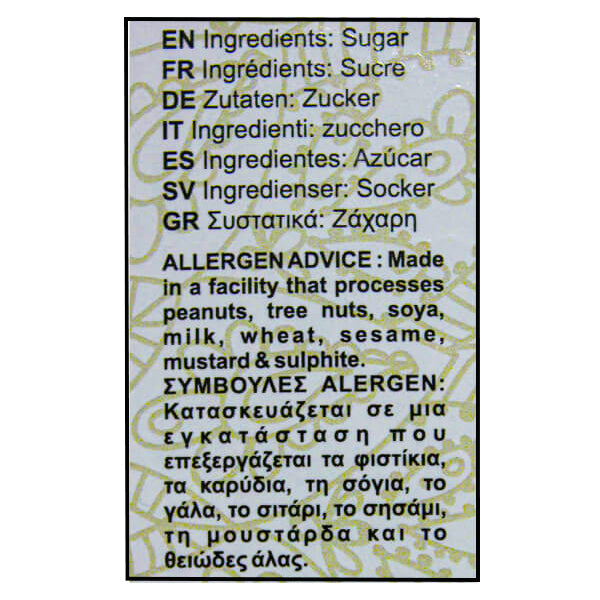 EN Ingredients: Sugar
FR Ingrédients: Sucre
DE Zutaten: Zucker
IT Ingredienti: zucchero
ES Ingredientes: Azúcar
SV Ingredienser: Socker
GR Συστατικά: Ζάχαρη
ALLERGEN ADVICE : Made
in a facility that processes
peanuts, tree nuts, soya,
milk, wheat, sesame,
mustard & sulphite.
ΣΥΜΒΟΥΛΕΣ ALERGEN:
Κατασκευάζεται σε μια
εγκατάσταση που
επεξεργάζεται τα φιστίκια,
τα καρύδια, τη σόγια, το
γάλα, το σιτάρι, το σησάμι,
τη μουστάρδα και το
θειώδες άλας.